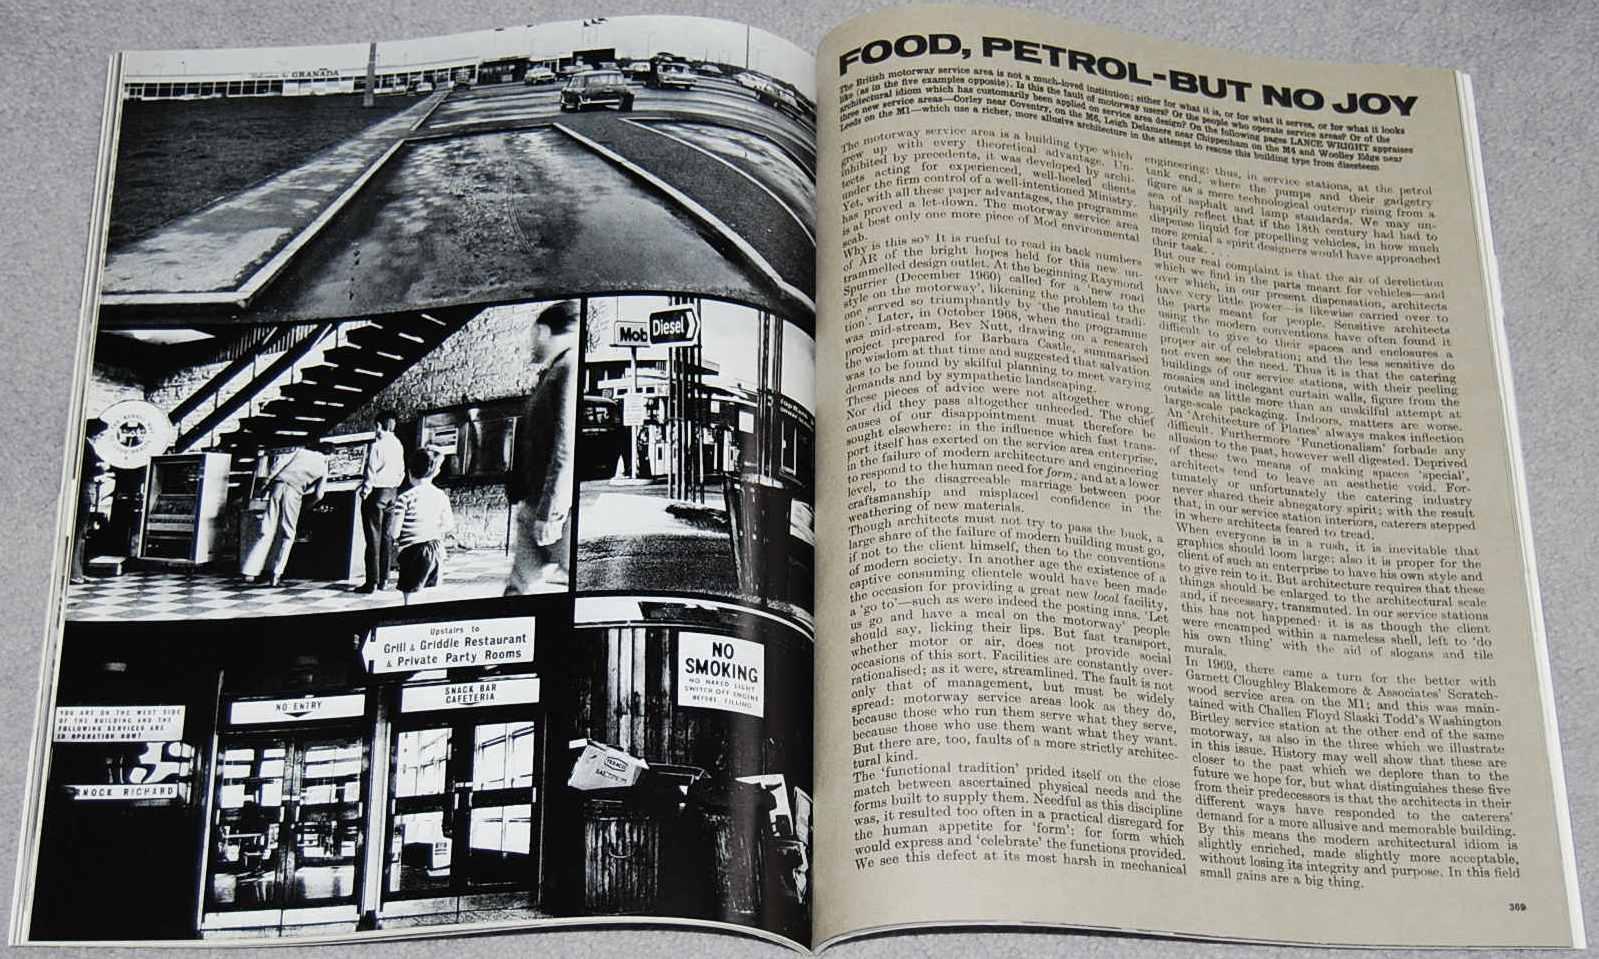 GRANADA
Mob
Diesel
Upstairs to
Grill & Griddle Restaurant
& Private Party Rooms
SNACK BAR
CAFETERIA
NO ENTRY
YOU ARE ON THE WEST SIDE
OF THE BUILDING AND THE
FOLLOWING SERVICES ARE
IN OPERATION NOW!
KNOCK RICHARD
NO
SMOKING
NO NAKED LIGHT
SWITCH OFF ENGINE
BEFORE FILLING
TEXACO
FOOD, PETROL-BUT NO JOY
The British motorway service area is not a much-loved institution; either for what it is, or for what it serves, or for what it looks
like (as in the five examples opposite). Is this the fault of motorway users? Or the people who operate service areas? Or of the
architectural idiom which has customarily been applied on service area design? On the following pages LANCE WRIGHT appraises
three new service areas—Corley near Coventry, on the M6, Leigh Delamere near Chippenham on the M4 and Woolley Edge near
Leeds on the M1—which use a richer, more allusive architecture in the attempt to rescue this building type from disesteem
The motorway service area is a building type which
grew up with every theoretical advantage. Un-
inhibited by precedents, it was developed by archi-
tects acting for experienced, well-heeled clients
under the firm control of a well-intentioned Ministry.
Yet, with all these paper advantages, the programme
has proved a let-down. The motorway service area
is at best only one more piece of Mod environmental
scab.
Why is this so? It is rueful to read in back numbers
of AR of the bright hopes held for this new un-
trammelled design outlet. At the beginning Raymond
Spurrier (December 1960) called for a 'new road
style on the motorway', likening the problem to the
one served so triumphantly by 'the nautical tradi-
tion'. Later, in October 1968, when the programme
was mid-stream, Bev Nutt, drawing on a research
project prepared for Barbara Castle, summarised
the wisdom at that time and suggested that salvation
was to be found by skilful planning to meet varying
demands and by sympathetic landscaping.
These pieces of advice were not altogether wrong.
Nor did they pass altogether unheeded. The chief
causes of our disappointment must therefore be
sought elsewhere: in the influence which fast trans-
port itself has exerted on the service area enterprise,
in the failure of modern architecture and engineering
to respond to the human need for form, and at a lower
level, to the disagreeable marriage between poor
craftsmanship and misplaced confidence in the
weathering of new materials.
Though architects must not try to pass the buck, a
large share of the failure of modern building must go,
if not to the client himself, then to the conventions
of modern society. In another age the existence of a
captive consuming clientele would have been made
the occasion for providing a great new local facility,
a 'go to'—such as were indeed the posting inns. 'Let
us go and have a meal on the motorway' people
should say, licking their lips. But fast transport,
whether motor or air, does not provide social
occasions of this sort. Facilities are constantly over-
rationalised; as it were, streamlined. The fault is not
only that of management, but must be widely
spread: motorway service areas look as they do,
because those who run them serve what they serve,
because those who use them want what they want.
But there are, too, faults of a more strictly architec-
tural kind.
The 'functional tradition' prided itself on the close
match between ascertained physical needs and the
forms built to supply them. Needful as this discipline
was, it resulted too often in a practical disregard for
the human appetite for 'form': for form which
would express and 'celebrate' the functions provided.
We see this defect at its most harsh in mechanical
engineering: thus, in service stations, at the petrol
tank end, where the pumps and their gadgetry
figure as a mere technological outcrop rising from a
sea of asphalt and lamp standards. We may un-
happily reflect that if the 18th century had had to
dispense liquid for propelling vehicles, in how much
more genial a spirit designers would have approached
their task . . .
But our real complaint is that the air of dereliction
which we find in the parts meant for vehicles—and
over which, in our present dispensation, architects
have very little power—is likewise carried over to
the parts meant for people. Sensitive architects
using the modern conventions have often found it
difficult to give to their spaces and enclosures a
proper air of celebration; and the less sensitive do
not even see the need. Thus it is that the catering
buildings of our service stations, with their peeling
mosaics and inelegant curtain walls, figure from the
outside as little more than an unskilful attempt at
large-scale packaging. Indoors, matters are worse.
An 'Architecture of Planes' always makes inflection
difficult. Furthermore 'Functionalism' forbade any
allusion to the past, however well digested. Deprived
of these two means of making spaces 'special',
architects tend to leave an aesthetic void. For-
tunately or unfortunately the catering industry
never shared their abnegatory spirit; with the result
that, in our service station interiors, caterers stepped
in where architects feared to tread.
When everyone is in a rush, it is inevitable that
graphics should loom large; also it is proper for the
client of such an enterprise to have his own style and
to give rein to it. But architecture requires that these
things should be enlarged to the architectural scale
and, if necessary, transmuted. In our service stations
this has not happened: it is as though the client
were encamped within a nameless shell, left to 'do
his own thing' with the aid of slogans and tile
murals.
In 1969, there came a turn for the better with
Garnett Cloughley Blakemore & Associates' Scratch-
wood service area on the M1; and this was main-
tained with Challen Floyd Slaski Todd's Washington
Birtley service station at the other end of the same
motorway, as also in the three which we illustrate
in this issue. History may well show that these are
closer to the past which we deplore than to the
future we hope for, but what distinguishes these five
from their predecessors is that the architects in their
different ways have responded to the caterers'
demand for a more allusive and memorable building.
By this means the modern architectural idiom is
slightly enriched, made slightly more acceptable,
without losing its integrity and purpose. In this field
small gains are a big thing.
369